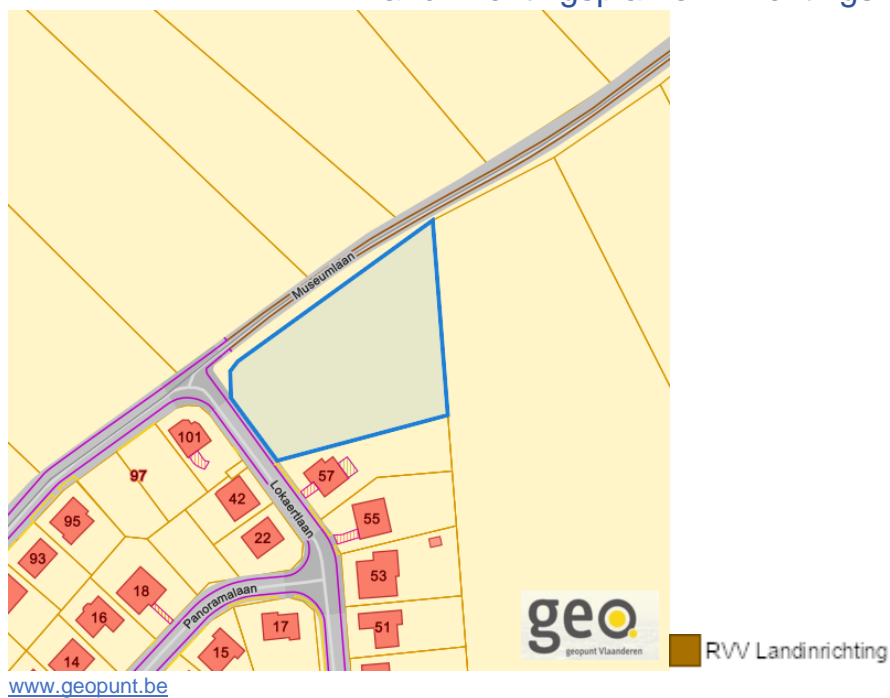 Museumlaan
101
97
57
42
Lokaertlaan
95
55
22
93
53
18
Panoramalaan
16
17
51
15
14
geo
geopunt Vlaanderen
RVV Landinrichting
www.geopunt.be